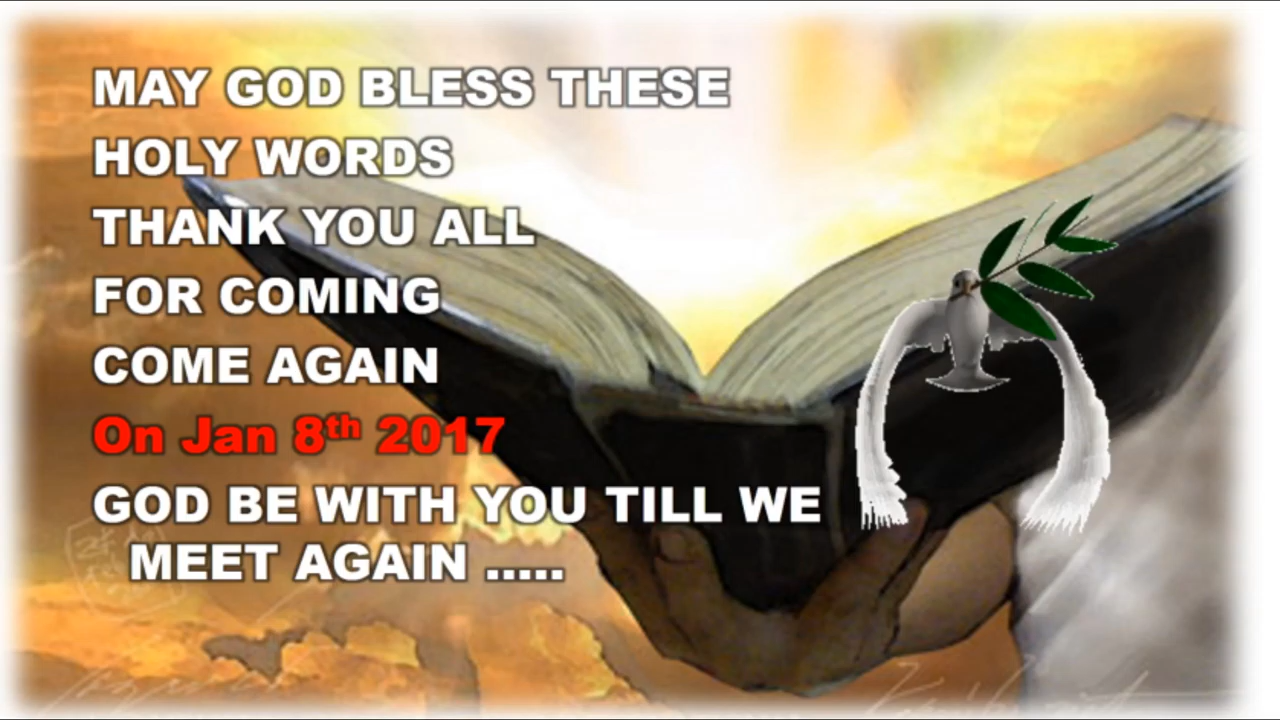 MAY GOD BLESS THESE
HOLY WORDS
THANK YOU ALL
FOR COMING
COME AGAIN
On Jan 8th 2017
GOD BE WITH YOU TILL WE
MEET AGAIN .....